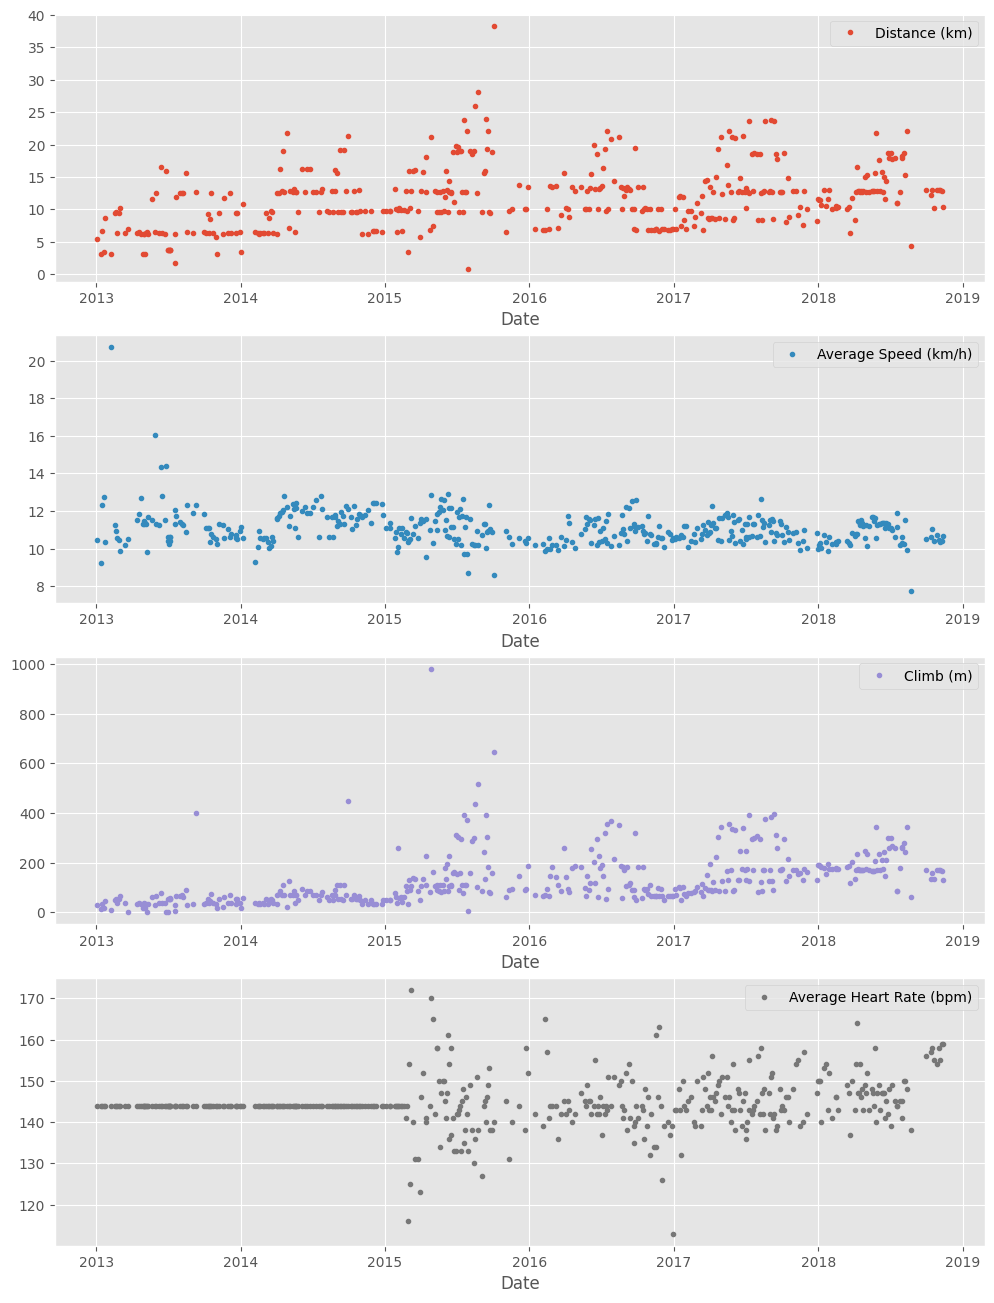 40
Distance (km)
35
30
25
20
15
10
5
0
2013 2014 2015 2016 2017 2018 2019
Date
Average Speed (km/h)
20
18
16
14
12
10
8
2013 2014 2015 2016 2017 2018 2019
Date
1000
Climb (m)
800
600
400
200
0
2013 2014 2015 2016 2017 2018 2019
Date
170
Average Heart Rate (bpm)
160
150
140
130
120
2013 2014 2015 2016 2017 2018 2019
Date